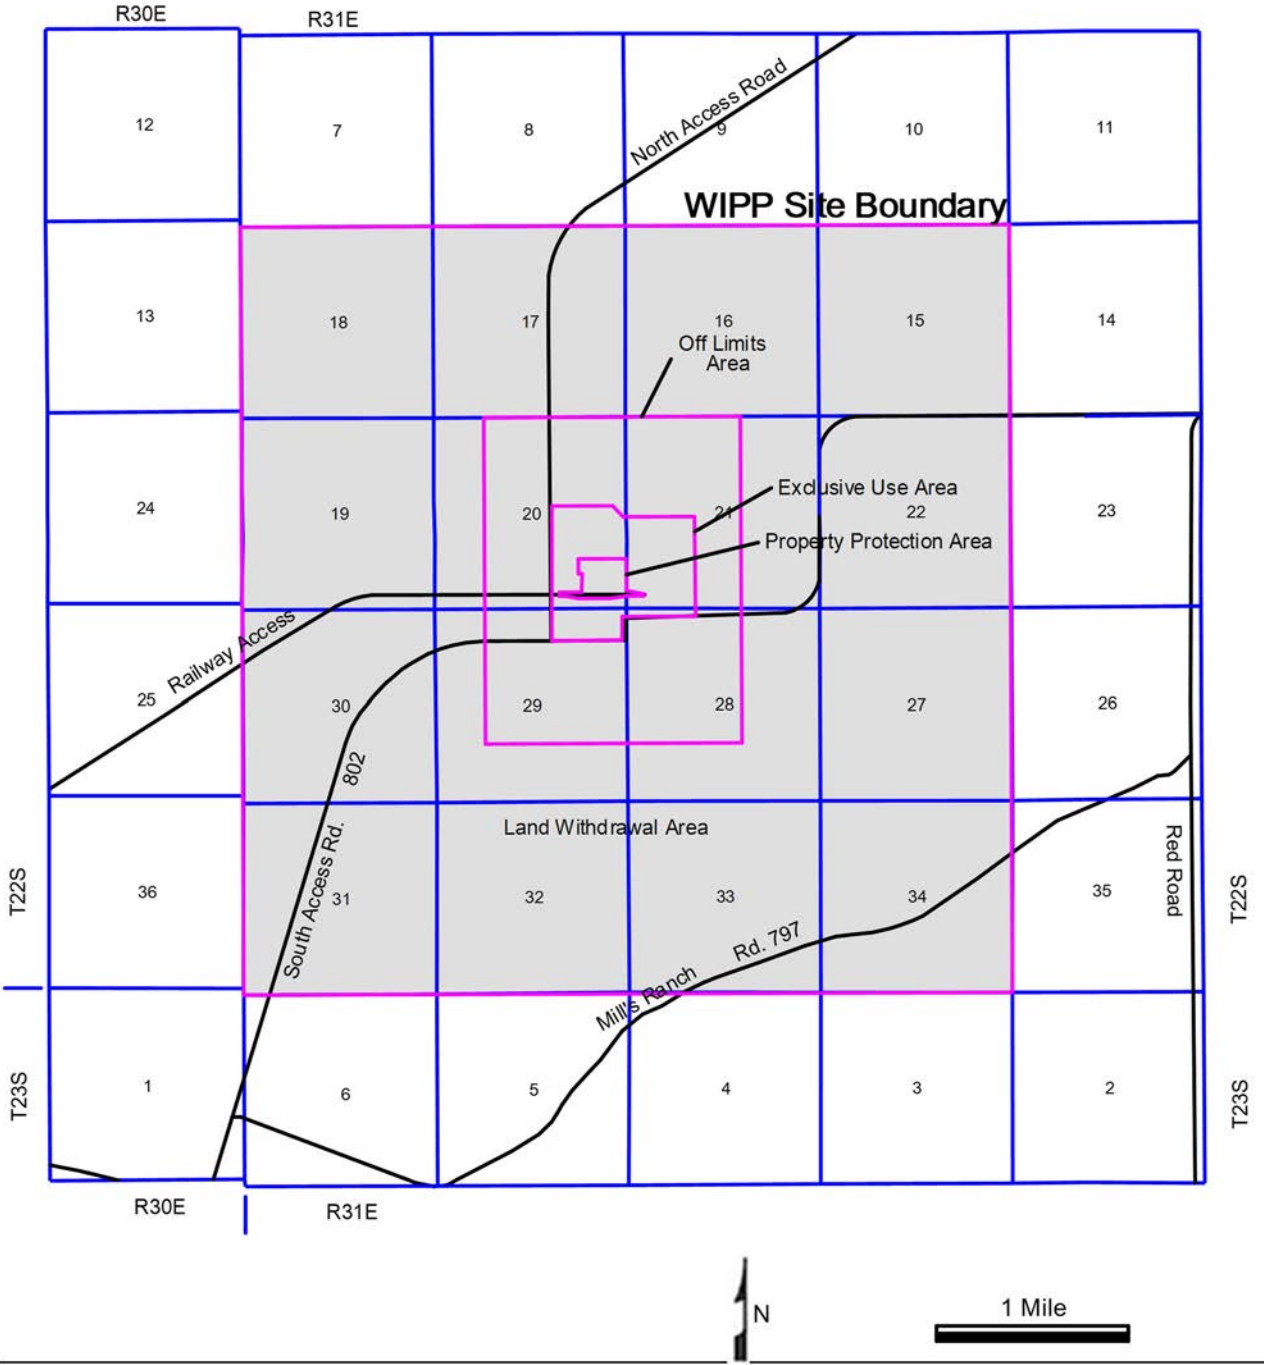 R30E
R31E
12
7
8
North Access Road
9
10
11
WIPP Site Boundary
13
18
17
16
15
14
Off Limits
Area
24
19
20
21
Exclusive Use Area
22
23
Property Protection Area
Railway Access
25
30
29
28
27
26
802
Land Withdrawal Area
T22S
36
South Access Rd.
31
32
33
34
35
Red Road
T22S
Mill's Ranch
Rd. 797
T23S
1
6
5
4
3
2
T23S
R30E
R31E
N
1 Mile